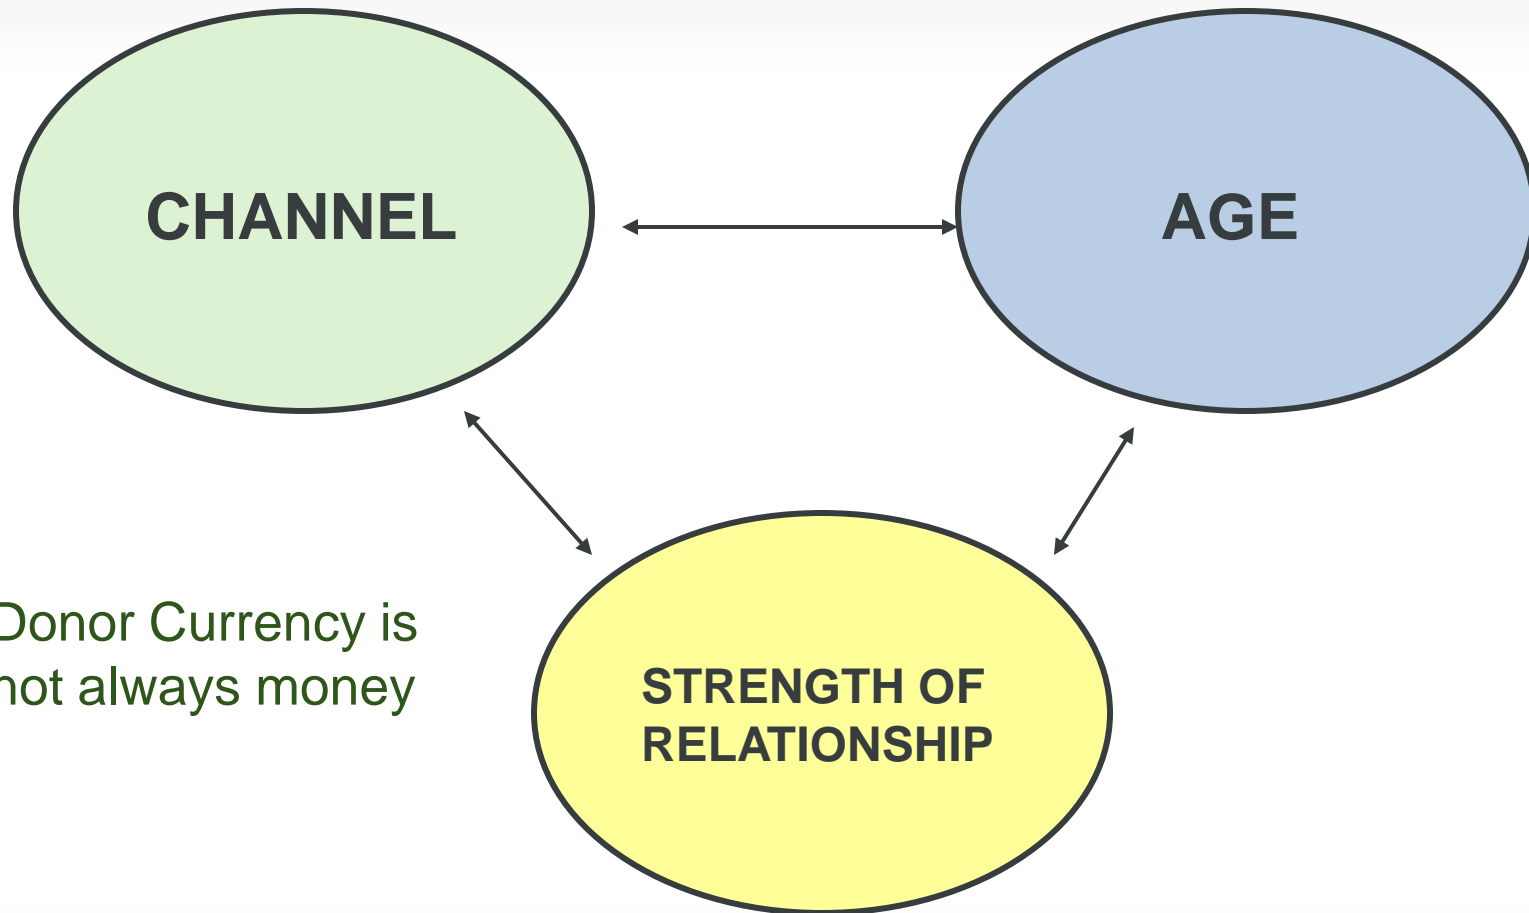 CHANNEL
AGE
Donor Currency is
not always money
STRENGTH OF
RELATIONSHIP